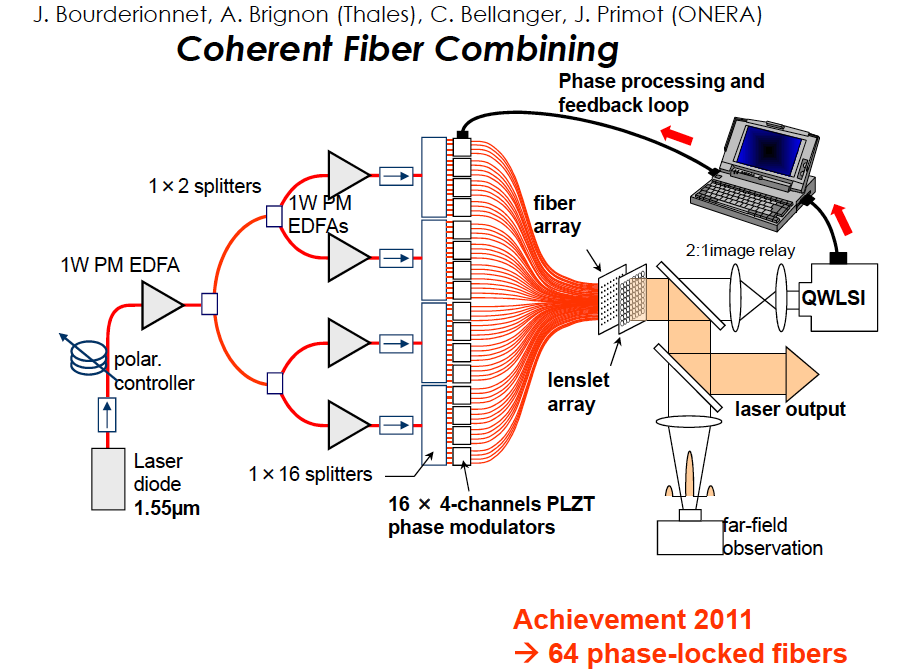 J. Bourderionnet, A. Brignon (Thales), C. Bellanger, J. Primot (ONERA)
Coherent Fiber Combining
Phase processing and
feedback loop
1 × 2 splitters
1W PM
EDFAs
fiber
array
2:1image relay
1W PM EDFA
QWLSI
polar.
controller
lenslet
array
laser output
Laser
diode
1.55µm
1 × 16 splitters
16 × 4-channels PLZT
phase modulators
far-field
observation
Achievement 2011
→ 64 phase-locked fibers